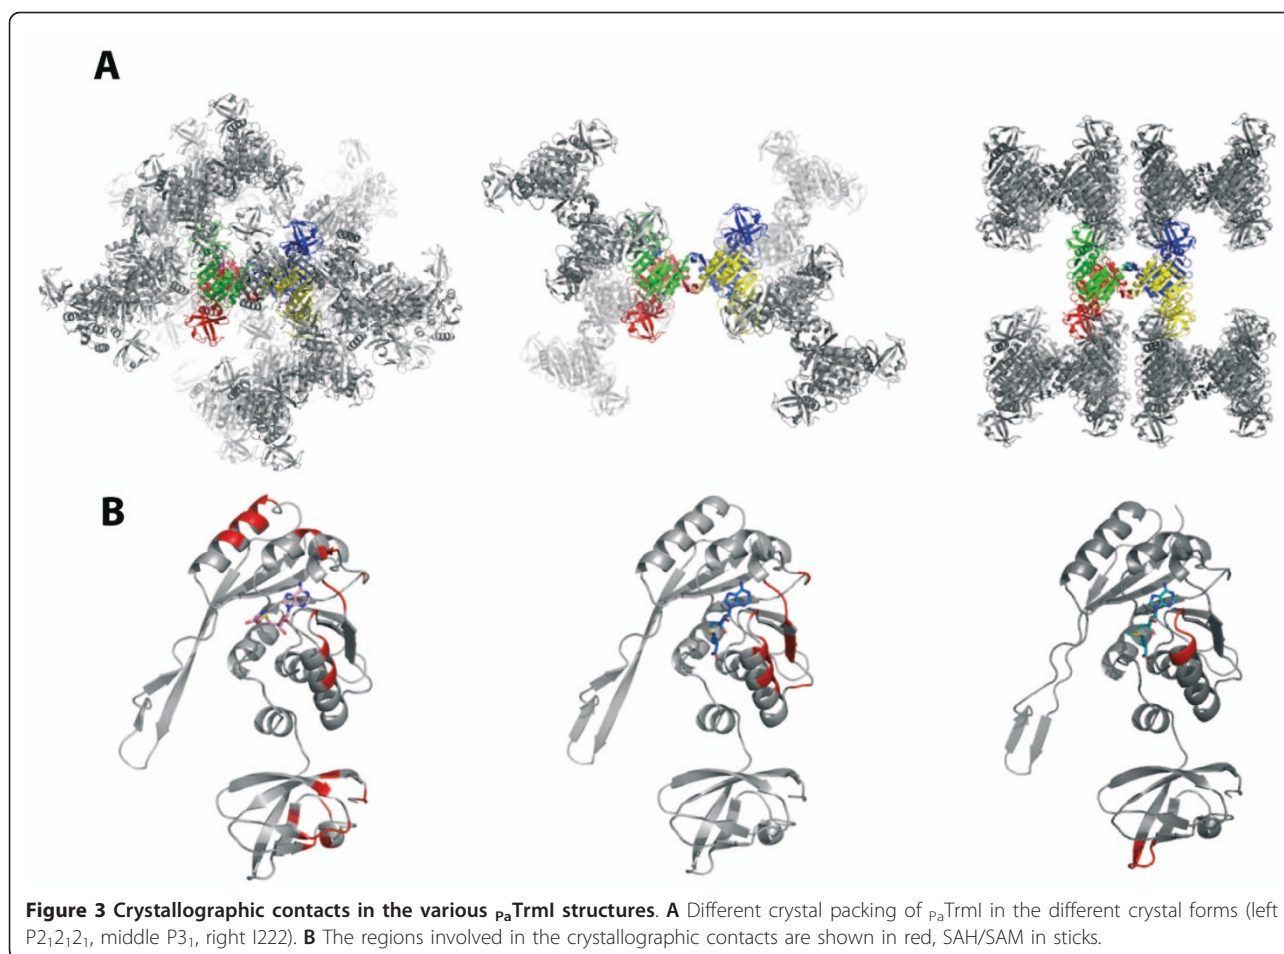 A
B
Figure 3 Crystallographic contacts in the various PaTrmI structures. A Different crystal packing of PaTrmI in the different crystal forms (left
P2₁2₁2₁, middle P3₁, right I222). B The regions involved in the crystallographic contacts are shown in red, SAH/SAM in sticks.